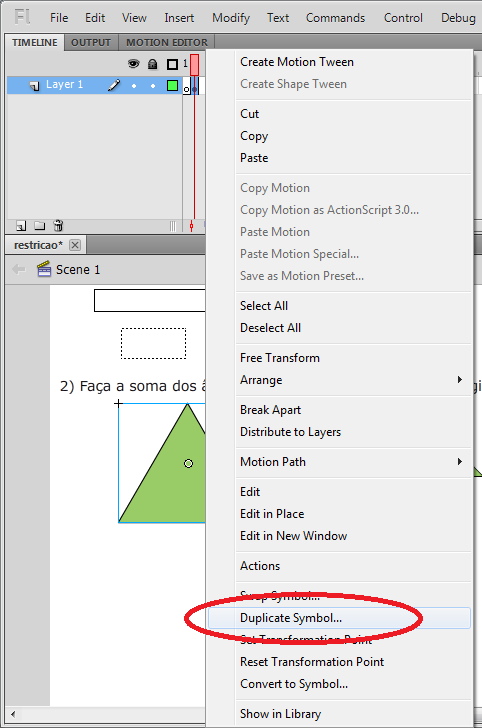 Fl File Edit View Insert Modify Text Commands Control Debug
TIMELINE OUTPUT MOTION EDITOR
1
Layer 1
restricao*
Scene 1
2) Faça a soma dos
gi
Create Motion Tween
Create Shape Tween
Cut
Copy
Paste
Copy Motion
Copy Motion as ActionScript 3.0...
Paste Motion
Paste Motion Special...
Save as Motion Preset...
Select All
Deselect All
Free Transform
Arrange
Break Apart
Distribute to Layers
Motion Path
Edit
Edit in Place
Edit in New Window
Actions
Swap Symbol...
Duplicate Symbol...
Set Transformation Point
Reset Transformation Point
Convert to Symbol...
Show in Library